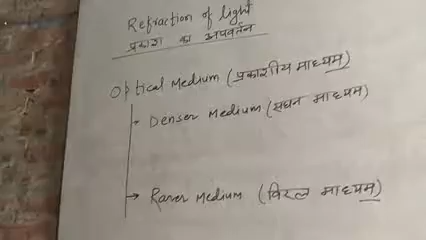 Refraction of light
प्रकाश का अपवर्तन
Optical Medium (प्रकाशीय माध्यम)
→ Denser Medium (सघन माध्यम)
→ Rarer Medium (विरल माध्यम)